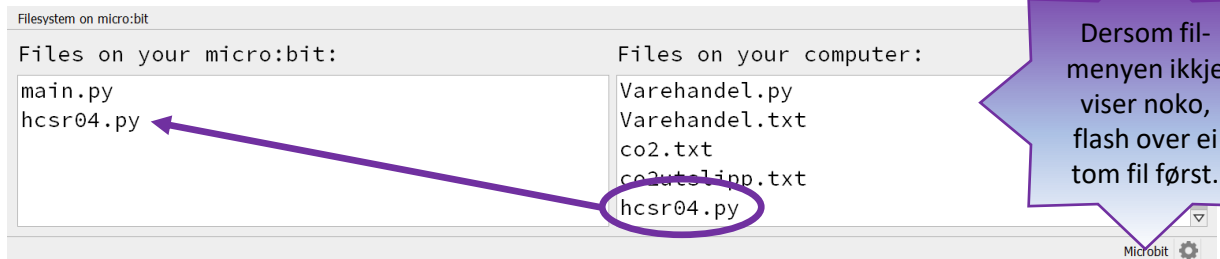 Filesystem on micro:bit
Files on your micro:bit:
main.py
hcsr04.py
Files on your computer:
Varehandel.py
Varehandel.txt
co2.txt
co2utslipp.txt
hcsr04.py
Dersom fil-
menyen ikkje
viser noko,
flash over ei
tom fil først.
Microbit